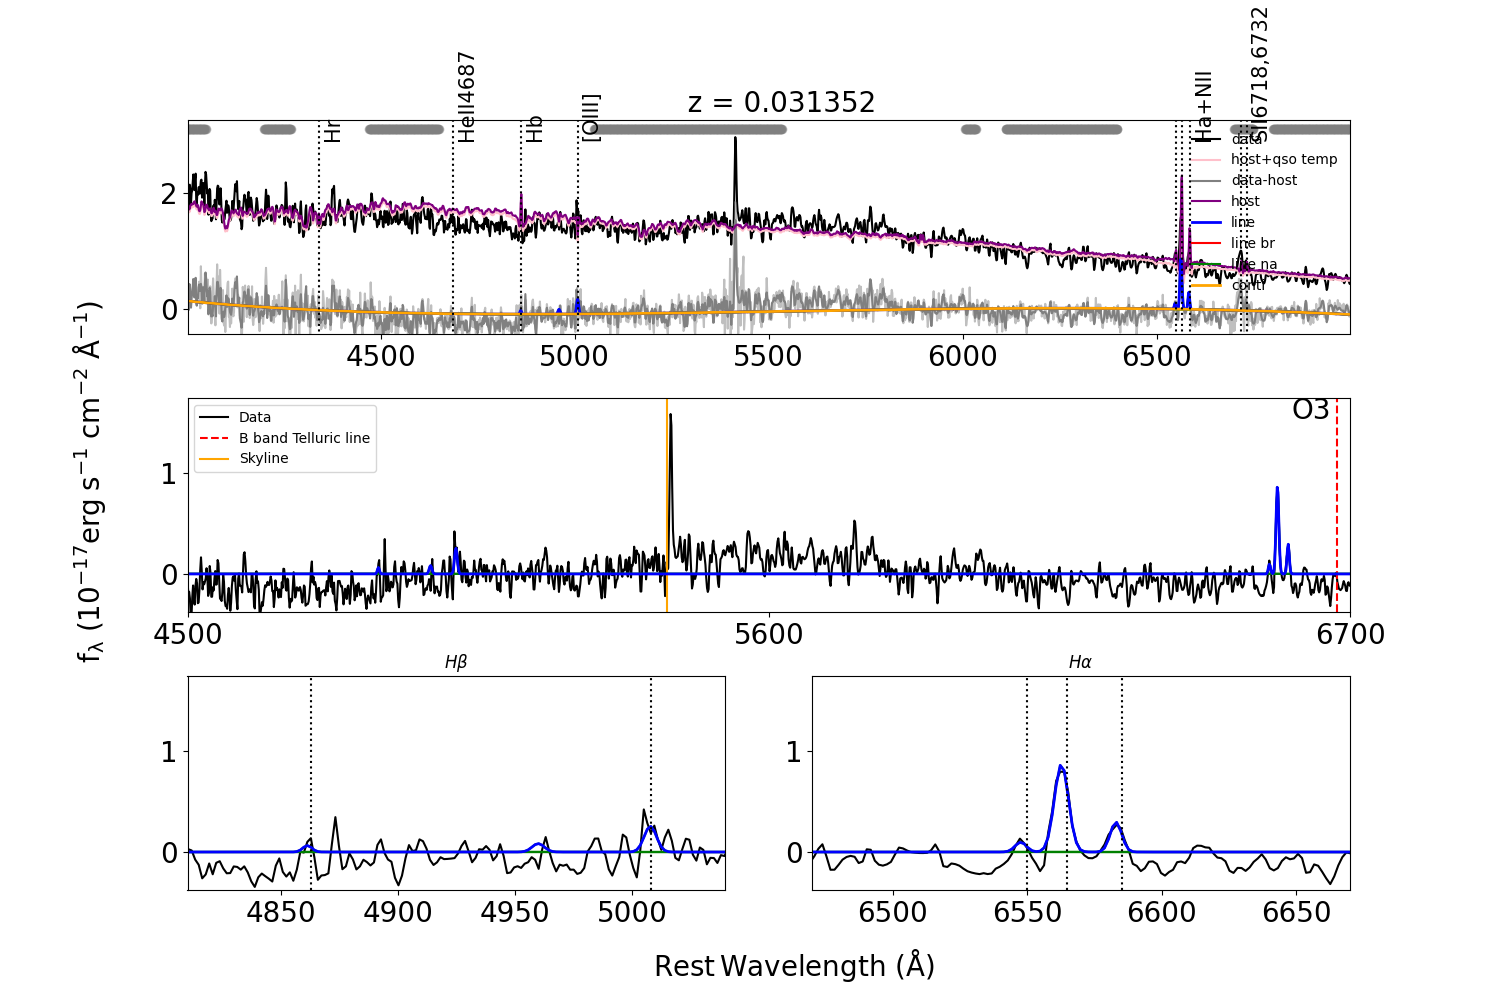 z = 0.031352
Hr
HeII4687
Hb
[OIII]
Ha+NII
SII6718,6732
data
host+qso temp
data-host
host
line
line br
line na
conti
2
0
4500 5000 5500 6000 6500
Data
B band Telluric line
Skyline
O3
1
0
4500 5600 6700
f_λ (10⁻¹⁷erg s⁻¹ cm⁻² Å⁻¹)
Hβ
1
0
4850 4900 4950 5000
Hα
1
0
6500 6550 6600 6650
Rest Wavelength (Å)